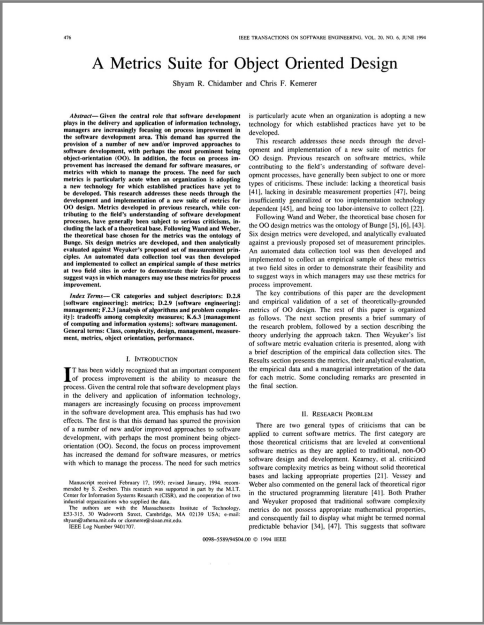 476
IEEE TRANSACTIONS ON SOFTWARE ENGINEERING, VOL. 20, NO. 6, JUNE 1994
A Metrics Suite for Object Oriented Design
Shyam R. Chidamber and Chris F. Kemerer
Abstract—Given the central role that software development
plays in the delivery and application of information technology,
managers are increasingly focusing on process improvement in
the software development area. This demand has spurred the
provision of a number of new and/or improved approaches to
software development, with perhaps the most prominent being
object-orientation (OO). In addition, the focus on process im-
provement has increased the demand for software measures, or
metrics with which to manage the process. The need for such
metrics is particularly acute when an organization is adopting
a new technology for which established practices have yet to
be developed. This research addresses these needs through the
development and implementation of a new suite of metrics for
OO design. Metrics developed in previous research, while con-
tributing to the field's understanding of software development
processes, have generally been subject to serious criticisms, in-
cluding the lack of a theoretical base. Following Wand and Weber,
the theoretical base chosen for the metrics was the ontology of
Bunge. Six design metrics are developed, and then analytically
evaluated against Weyuker's proposed set of measurement prin-
ciples. An automated data collection tool was then developed
and implemented to collect an empirical sample of these metrics
at two field sites in order to demonstrate their feasibility and
suggest ways in which managers may use these metrics for process
improvement.
Index Terms—CR categories and subject descriptors: D.2.8
[software engineering]: metrics; D.2.9 [software engineering]:
management; F.2.3 [analysis of algorithms and problem complex-
ity]: tradeoffs among complexity measures; K.6.3 [management
of computing and information systems]: software management.
General terms: Class, complexity, design, management, measure-
ment, metrics, object orientation, performance.
I. INTRODUCTION
IT has been widely recognized that an important component
of process improvement is the ability to measure the
process. Given the central role that software development plays
in the delivery and application of information technology,
managers are increasingly focusing on process improvement
in the software development area. This emphasis has had two
effects. The first is that this demand has spurred the provision
of a number of new and/or improved approaches to software
development, with perhaps the most prominent being object-
orientation (OO). Second, the focus on process improvement
has increased the demand for software measures, or metrics
with which to manage the process. The need for such metrics
Manuscript received February 17, 1993; revised January, 1994. recom-
mended by S. Zweben. This research was supported in part by the M.I.T.
Center for Information Systems Research (CISR), and the cooperation of two
industrial organizations who supplied the data.
The authors are with the Massachusetts Institute of Technology,
E53-315, 30 Wadsworth Street, Cambridge, MA 02139 USA; e-mail:
shyam@athena.mit.edu or ckemerer@sloan.mit.edu.
IEEE Log Number 9401707.
is particularly acute when an organization is adopting a new
technology for which established practices have yet to be
developed.
This research addresses these needs through the devel-
opment and implementation of a new suite of metrics for
OO design. Previous research on software metrics, while
contributing to the field's understanding of software devel-
opment processes, have generally been subject to one or more
types of criticisms. These include: lacking a theoretical basis
[41], lacking in desirable measurement properties [47], being
insufficiently generalized or too implementation technology
dependent [45], and being too labor-intensive to collect [22].
Following Wand and Weber, the theoretical base chosen for
the OO design metrics was the ontology of Bunge [5], [6], [43].
Six design metrics were developed, and analytically evaluated
against a previously proposed set of measurement principles.
An automated data collection tool was then developed and
implemented to collect an empirical sample of these metrics
at two field sites in order to demonstrate their feasibility and
to suggest ways in which managers may use these metrics for
process improvement.
The key contributions of this paper are the development
and empirical validation of a set of theoretically-grounded
metrics of OO design. The rest of this paper is organized
as follows. The next section presents a brief summary of
the research problem, followed by a section describing the
theory underlying the approach taken. Then Weyuker's list
of software metric evaluation criteria is presented, along with
a brief description of the empirical data collection sites. The
Results section presents the metrics, their analytical evaluation,
the empirical data and a managerial interpretation of the data
for each metric. Some concluding remarks are presented in
the final section.
II. RESEARCH PROBLEM
There are two general types of criticisms that can be
applied to current software metrics. The first category are
those theoretical criticisms that are leveled at conventional
software metrics as they are applied to traditional, non-OO
software design and development. Kearney, et al. criticized
software complexity metrics as being without solid theoretical
bases and lacking appropriate properties [21]. Vessey and
Weber also commented on the general lack of theoretical rigor
in the structured programming literature [41]. Both Prather
and Weyuker proposed that traditional software complexity
metrics do not possess appropriate mathematical properties,
and consequently fail to display what might be termed normal
predictable behavior [34], [47]. This suggests that software
0098-5589/94$04.00 © 1994 IEEE